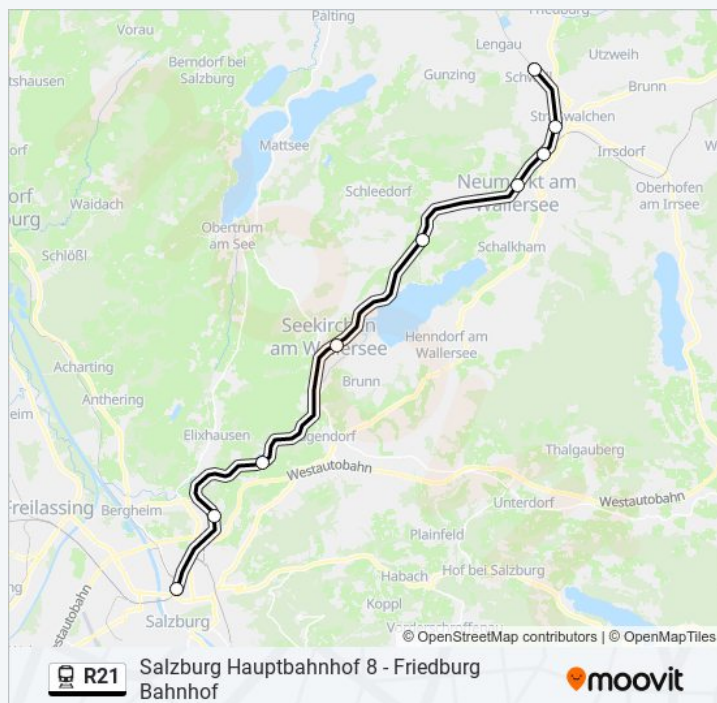 Vorau
Palting
Friedburg
Berndorf bei
Salzburg
Lengau
Utzweih
Gunzing
Brunn
Mattsee
Irrsdorf
Neumarkt am
Wallersee
Schleedorf
Oberhofen
am Irrsee
Waidach
Obertrum
am See
Schalkham
Schlößl
Seekirchen
am Wallersee
Henndorf am
Wallersee
Acharting
Brunn
Anthering
Elixhausen
Thalgauberg
Westautobahn
Westautobahn
Freilassing
Bergheim
Unterdorf
Plainfeld
Hof bei Salzburg
Habach
Koppl
Salzburg
© OpenStreetMap contributors | © OpenMapTiles
R21
Salzburg Hauptbahnhof 8 - Friedburg
Bahnhof
moovit